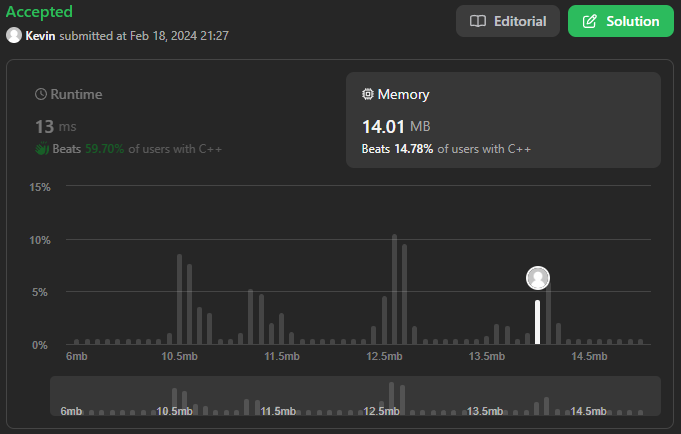 Accepted
Kevin submitted at Feb 18, 2024 21:27
Editorial
Solution
Runtime
13 ms
Beats 59.70% of users with C++
Memory
14.01 MB
Beats 14.78% of users with C++
15%
10%
5%
0%
6mb 10.5mb 11.5mb 12.5mb 13.5mb 14.5mb
6mb 10.5mb 11.5mb 12.5mb 13.5mb 14.5mb